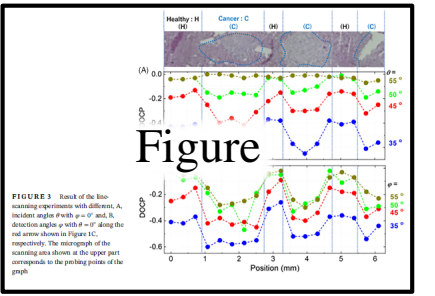 Healthy : H Cancer : C
(H) (C) (H) (C) (H) (C)
(A)
0.0
θ =
55 °
-0.2
50 °
45 °
DOCP
35 °
Figure
φ =
-0.2
55 °
50 °
DOCP
-0.4
45 °
35 °
-0.6
0 1 2 3 4 5 6
Position (mm)
FIGURE 3 Result of the line-
scanning experiments with different, A,
incident angles θ with φ = 0° and, B,
detection angles φ with θ = 0° along the
red arrow shown in Figure 1C,
respectively. The micrograph of the
scanning area shown at the upper part
corresponds to the probing points of the
graph